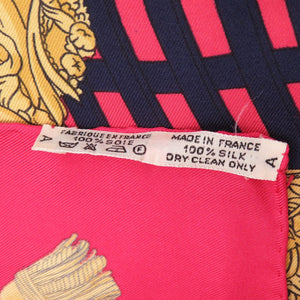 A
FABRIQUE EN FRANCE
100% SOIE
MADE IN FRANCE
100% SILK
DRY CLEAN ONLY
A